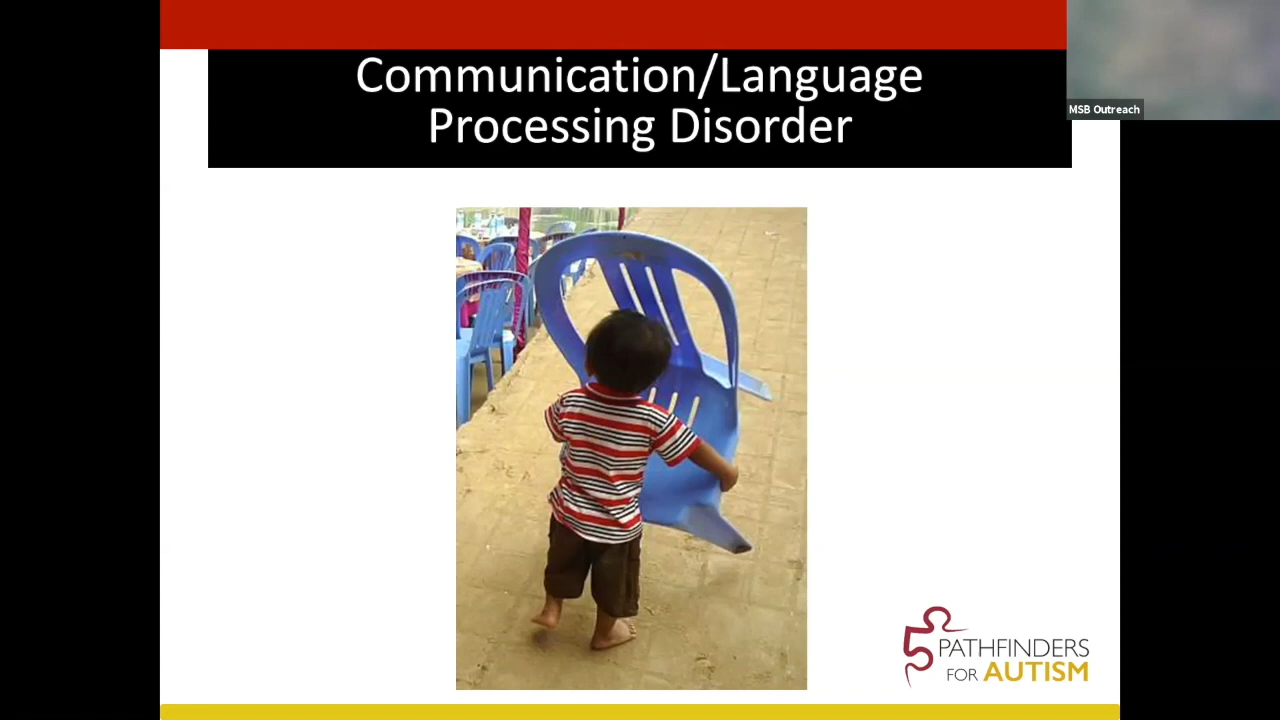 Communication/Language
Processing Disorder
MSB Outreach
PATHFINDERS
FOR AUTISM